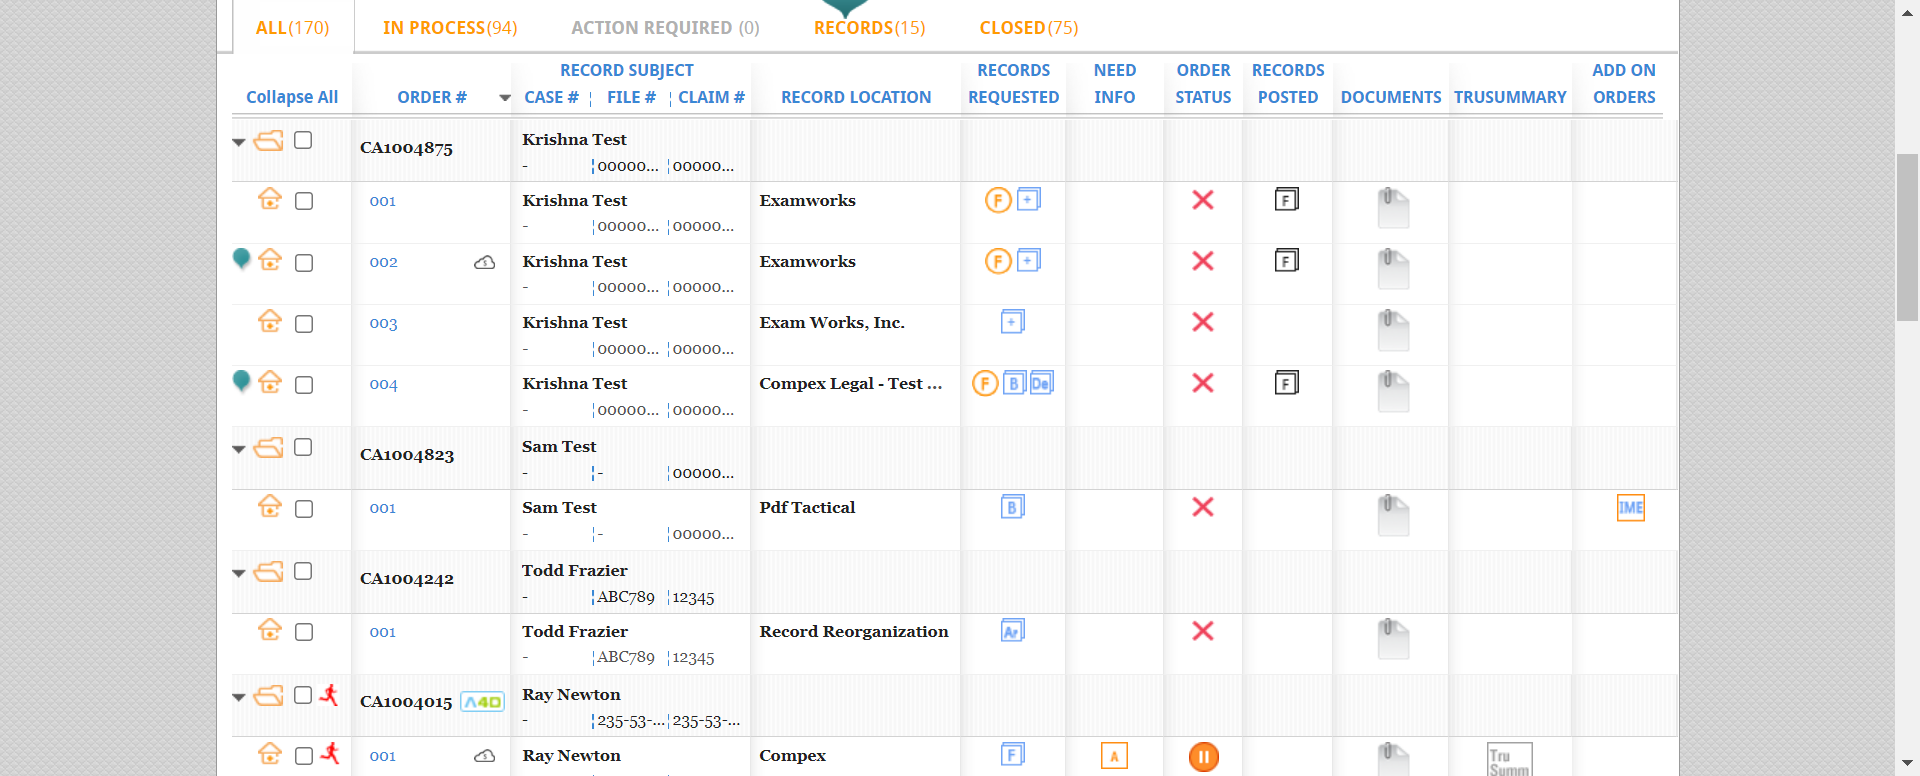 ALL(170) IN PROCESS(94) ACTION REQUIRED (0) RECORDS(15) CLOSED(75)
RECORD SUBJECT RECORDS NEED ORDER RECORDS ADD ON
Collapse All ORDER # CASE # ¦ FILE # ¦ CLAIM # RECORD LOCATION REQUESTED INFO STATUS POSTED DOCUMENTS TRUSUMMARY ORDERS
CA1004875 Krishna Test
- ¦00000... ¦00000...
001 Krishna Test Examworks F + F
- ¦00000... ¦00000...
002 $ Krishna Test Examworks F + F
- ¦00000... ¦00000...
003 Krishna Test Exam Works, Inc. +
- ¦00000... ¦00000...
004 Krishna Test Compex Legal - Test ... F B De F
- ¦00000... ¦00000...
CA1004823 Sam Test
- ¦- ¦00000...
001 Sam Test Pdf Tactical B IME
- ¦- ¦00000...
CA1004242 Todd Frazier
- ¦ABC789 ¦12345
001 Todd Frazier Record Reorganization Ar
- ¦ABC789 ¦12345
CA1004015 A4D Ray Newton
- ¦235-53-... ¦235-53-...
001 $ Ray Newton Compex F A Tru
Summ